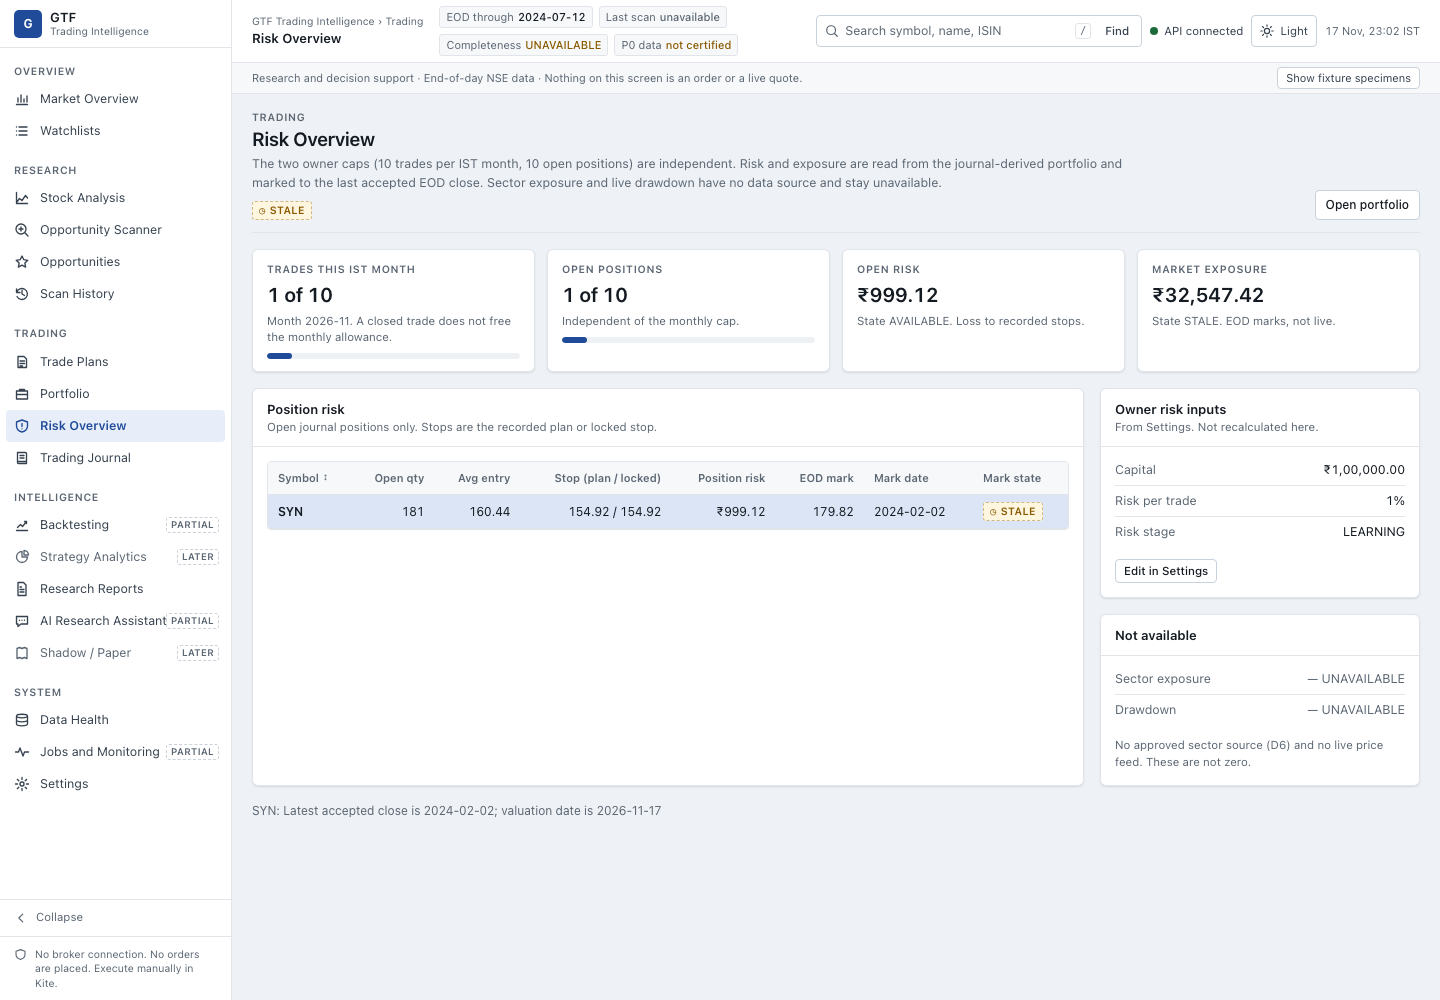 G
GTF
Trading Intelligence
OVERVIEW
Market Overview
Watchlists
RESEARCH
Stock Analysis
Opportunity Scanner
Opportunities
Scan History
TRADING
Trade Plans
Portfolio
Risk Overview
Trading Journal
INTELLIGENCE
Backtesting PARTIAL
Strategy Analytics LATER
Research Reports
AI Research Assistant PARTIAL
Shadow / Paper LATER
SYSTEM
Data Health
Jobs and Monitoring PARTIAL
Settings
Collapse
No broker connection. No orders
are placed. Execute manually in
Kite.
GTF Trading Intelligence › Trading
Risk Overview
EOD through 2024-07-12 Last scan unavailable
Completeness UNAVAILABLE P0 data not certified
Search symbol, name, ISIN / Find
API connected
Light
17 Nov, 23:02 IST
Research and decision support · End-of-day NSE data · Nothing on this screen is an order or a live quote.
Show fixture specimens
TRADING
Risk Overview
The two owner caps (10 trades per IST month, 10 open positions) are independent. Risk and exposure are read from the journal-derived portfolio and
marked to the last accepted EOD close. Sector exposure and live drawdown have no data source and stay unavailable.
STALE
Open portfolio
TRADES THIS IST MONTH
1 of 10
Month 2026-11. A closed trade does not free
the monthly allowance.
OPEN POSITIONS
1 of 10
Independent of the monthly cap.
OPEN RISK
₹999.12
State AVAILABLE. Loss to recorded stops.
MARKET EXPOSURE
₹32,547.42
State STALE. EOD marks, not live.
Position risk
Open journal positions only. Stops are the recorded plan or locked stop.
Symbol Open qty Avg entry Stop (plan / locked) Position risk EOD mark Mark date Mark state
SYN 181 160.44 154.92 / 154.92 ₹999.12 179.82 2024-02-02 STALE
Owner risk inputs
From Settings. Not recalculated here.
Capital ₹1,00,000.00
Risk per trade 1%
Risk stage LEARNING
Edit in Settings
Not available
Sector exposure — UNAVAILABLE
Drawdown — UNAVAILABLE
No approved sector source (D6) and no live price
feed. These are not zero.
SYN: Latest accepted close is 2024-02-02; valuation date is 2026-11-17